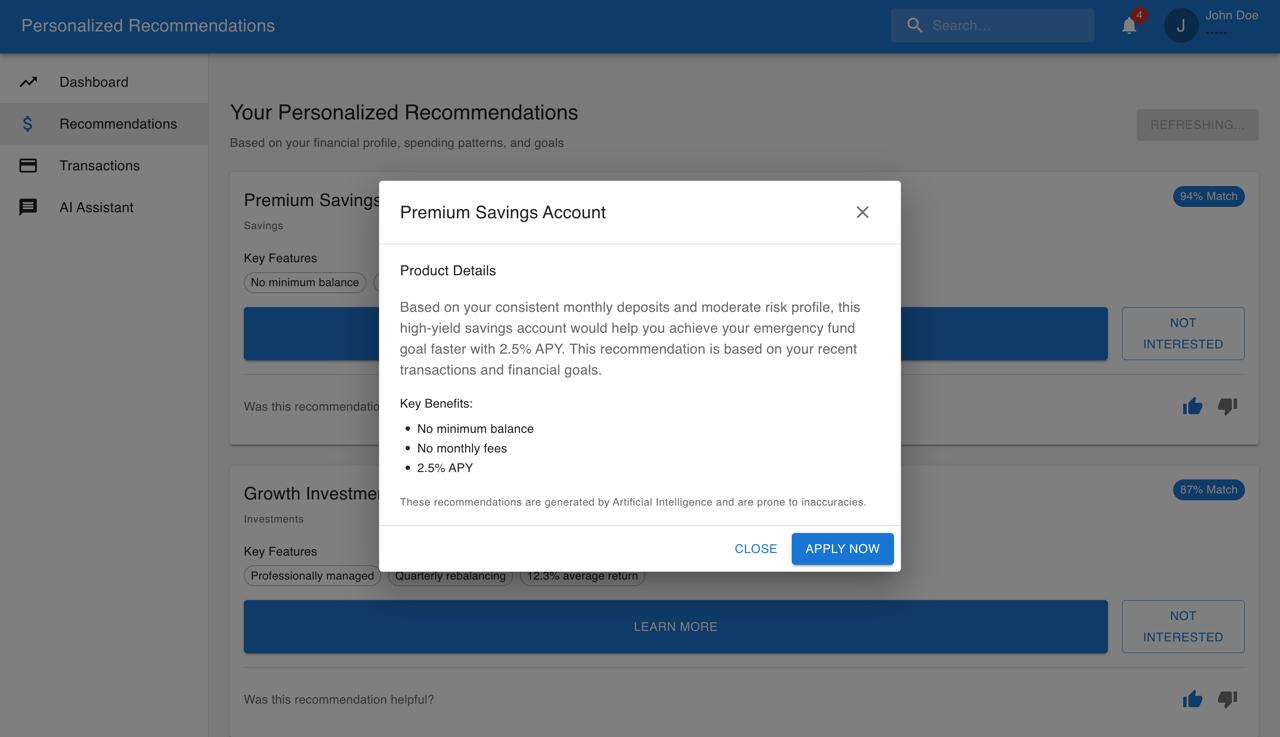 Personalized Recommendations
Search...
4
J
John Doe
•••••
Dashboard
Recommendations
Transactions
AI Assistant
Your Personalized Recommendations
Based on your financial profile, spending patterns, and goals
REFRESHING...
Premium Savings
94% Match
Savings
Key Features
No minimum balance
NOT
INTERESTED
Was this recommendatio
Premium Savings Account
Product Details
Based on your consistent monthly deposits and moderate risk profile, this
high-yield savings account would help you achieve your emergency fund
goal faster with 2.5% APY. This recommendation is based on your recent
transactions and financial goals.
Key Benefits:
• No minimum balance
• No monthly fees
• 2.5% APY
These recommendations are generated by Artificial Intelligence and are prone to inaccuracies.
CLOSE
APPLY NOW
Growth Investme
87% Match
Investments
Key Features
Professionally managed
Quarterly rebalancing
12.3% average return
LEARN MORE
NOT
INTERESTED
Was this recommendation helpful?